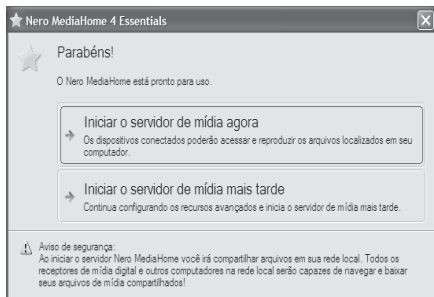 Nero MediaHome 4 Essentials
Parabéns!
O Nero MediaHome está pronto para uso.
Iniciar o servidor de mídia agora
Os dispositivos conectados poderão acessar e reproduzir os arquivos localizados em seu
computador.
Iniciar o servidor de mídia mais tarde
Continua configurando os recursos avançados e inicia o servidor de mídia mais tarde.
Aviso de segurança:
Ao iniciar o servidor Nero MediaHome você irá compartilhar arquivos em sua rede local. Todos os
receptores de mídia digital e outros computadores na rede local serão capazes de navegar e baixar
seus arquivos de mídia compartilhados!